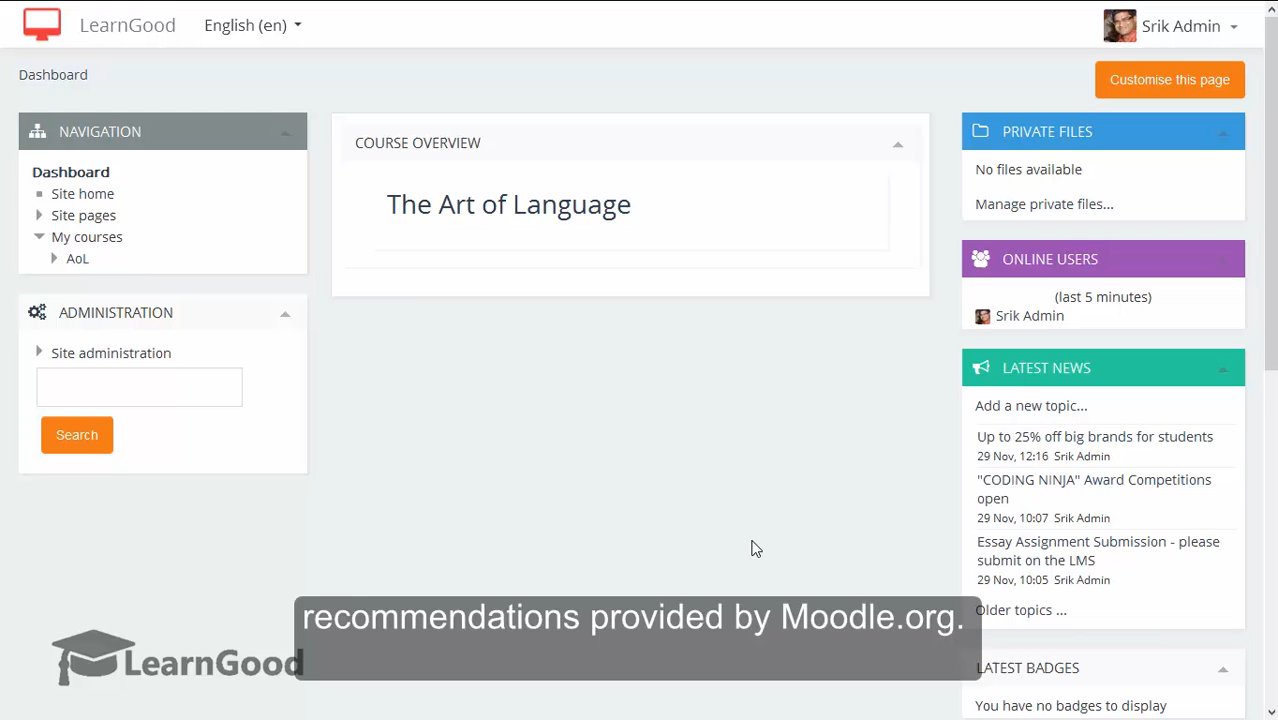 LearnGood
English (en)
Srik Admin
Dashboard
Customise this page
NAVIGATION
Dashboard
Site home
Site pages
My courses
AoL
ADMINISTRATION
Site administration
Search
COURSE OVERVIEW
The Art of Language
PRIVATE FILES
No files available
Manage private files...
ONLINE USERS
(last 5 minutes)
Srik Admin
LATEST NEWS
Add a new topic...
Up to 25% off big brands for students
29 Nov, 12:16 Srik Admin
"CODING NINJA" Award Competitions
open
29 Nov, 10:07 Srik Admin
Essay Assignment Submission - please
submit on the LMS
29 Nov, 10:05 Srik Admin
Older topics ...
LATEST BADGES
You have no badges to display
recommendations provided by Moodle.org.
LearnGood